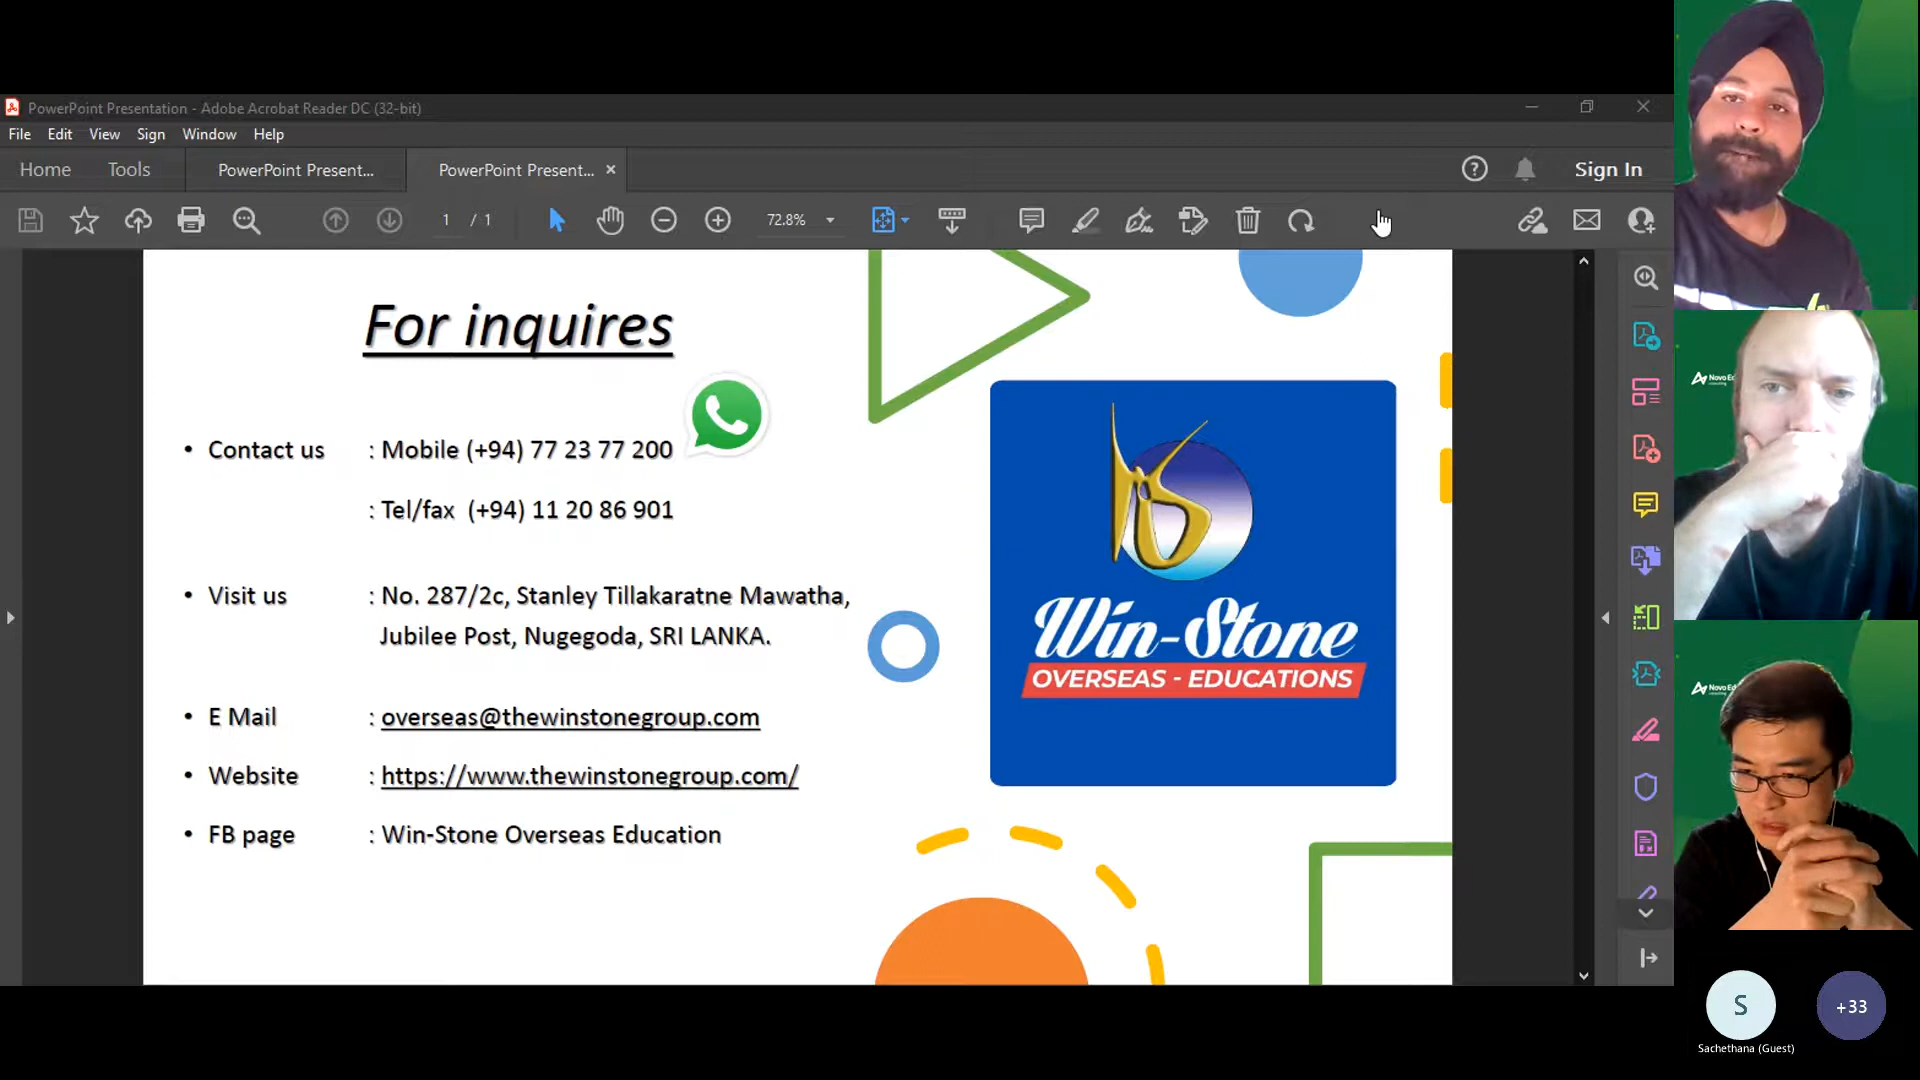 PowerPoint Presentation - Adobe Acrobat Reader DC (32-bit)
File Edit View Sign Window Help
Home Tools PowerPoint Present... PowerPoint Present... Sign In
1 / 1 72.8%
For inquires
• Contact us : Mobile (+94) 77 23 77 200
: Tel/fax (+94) 11 20 86 901
• Visit us : No. 287/2c, Stanley Tillakaratne Mawatha,
Jubilee Post, Nugegoda, SRI LANKA.
• E Mail : overseas@thewinstonegroup.com
• Website : https://www.thewinstonegroup.com/
• FB page : Win-Stone Overseas Education
Win-Stone
OVERSEAS - EDUCATIONS
Novo Ed
Novo Ed
S
+33
Sachethana (Guest)